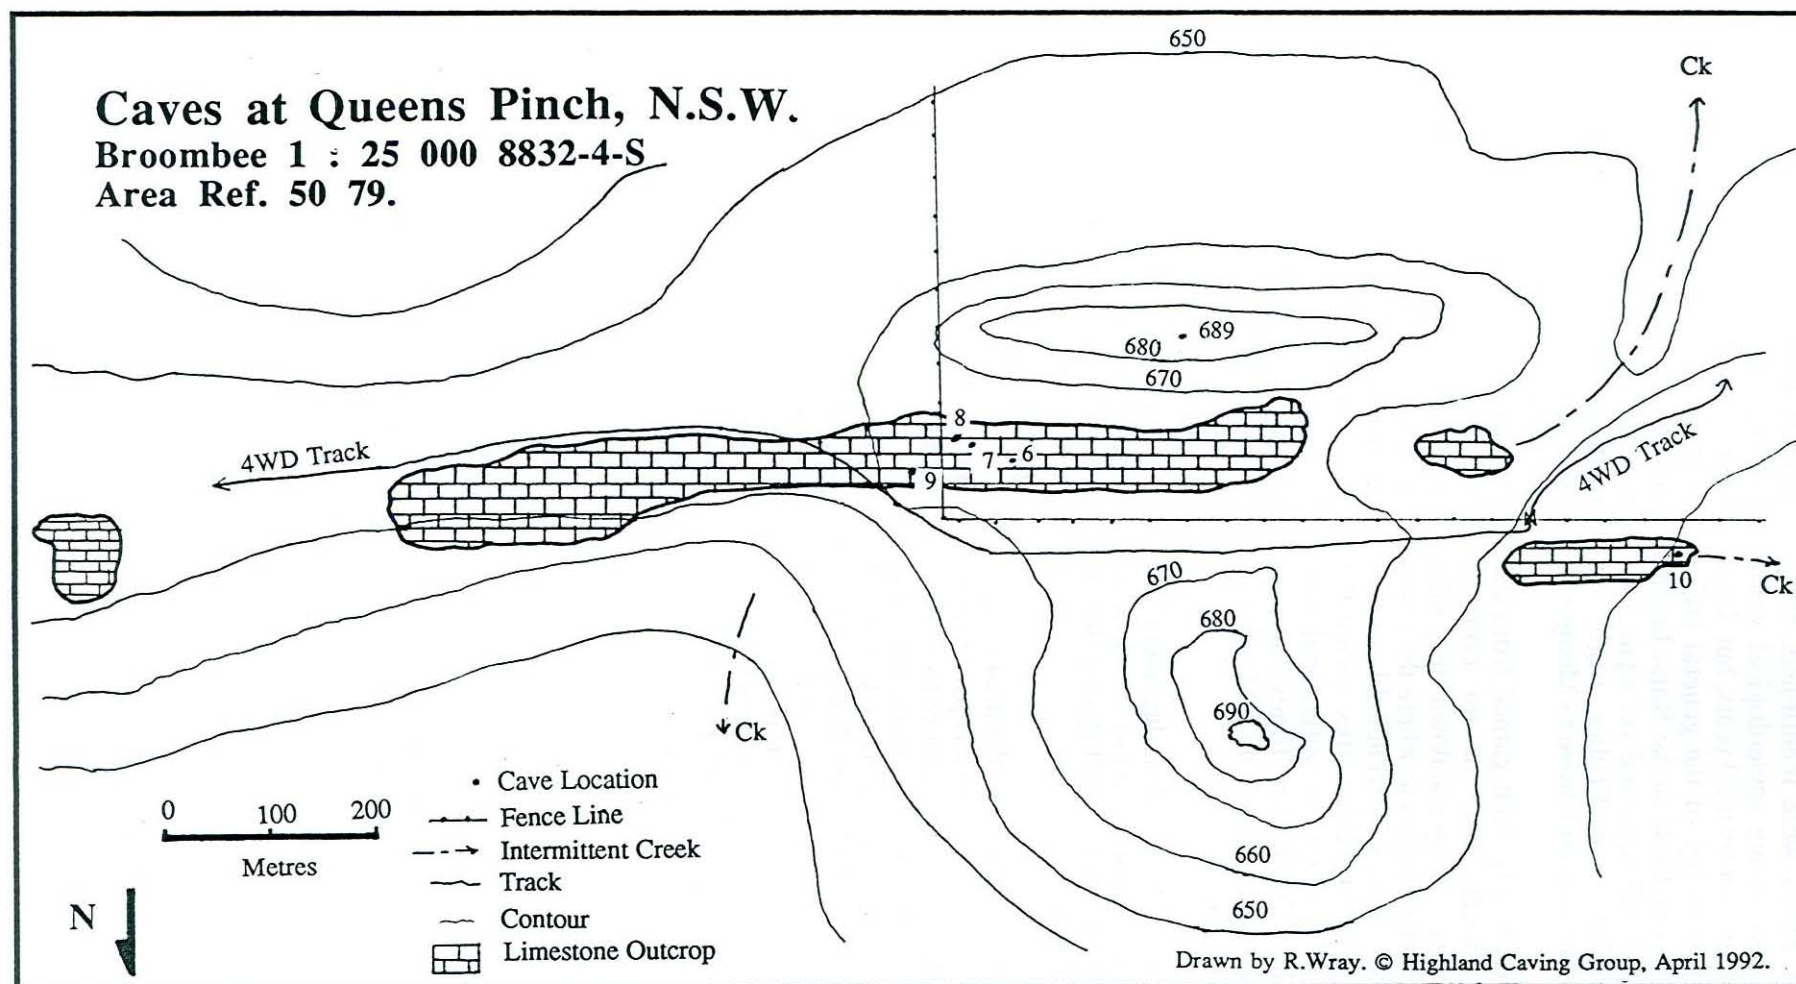 Caves at Queens Pinch, N.S.W.
Broombee 1 : 25 000 8832-4-S
Area Ref. 50 79.
650
Ck
689
680
670
8
4WD Track
7
6
9
4WD Track
10
Ck
670
680
690
Ck
660
650
0 100 200
Metres
N
Cave Location
Fence Line
Intermittent Creek
Track
Contour
Limestone Outcrop
Drawn by R.Wray. © Highland Caving Group, April 1992.